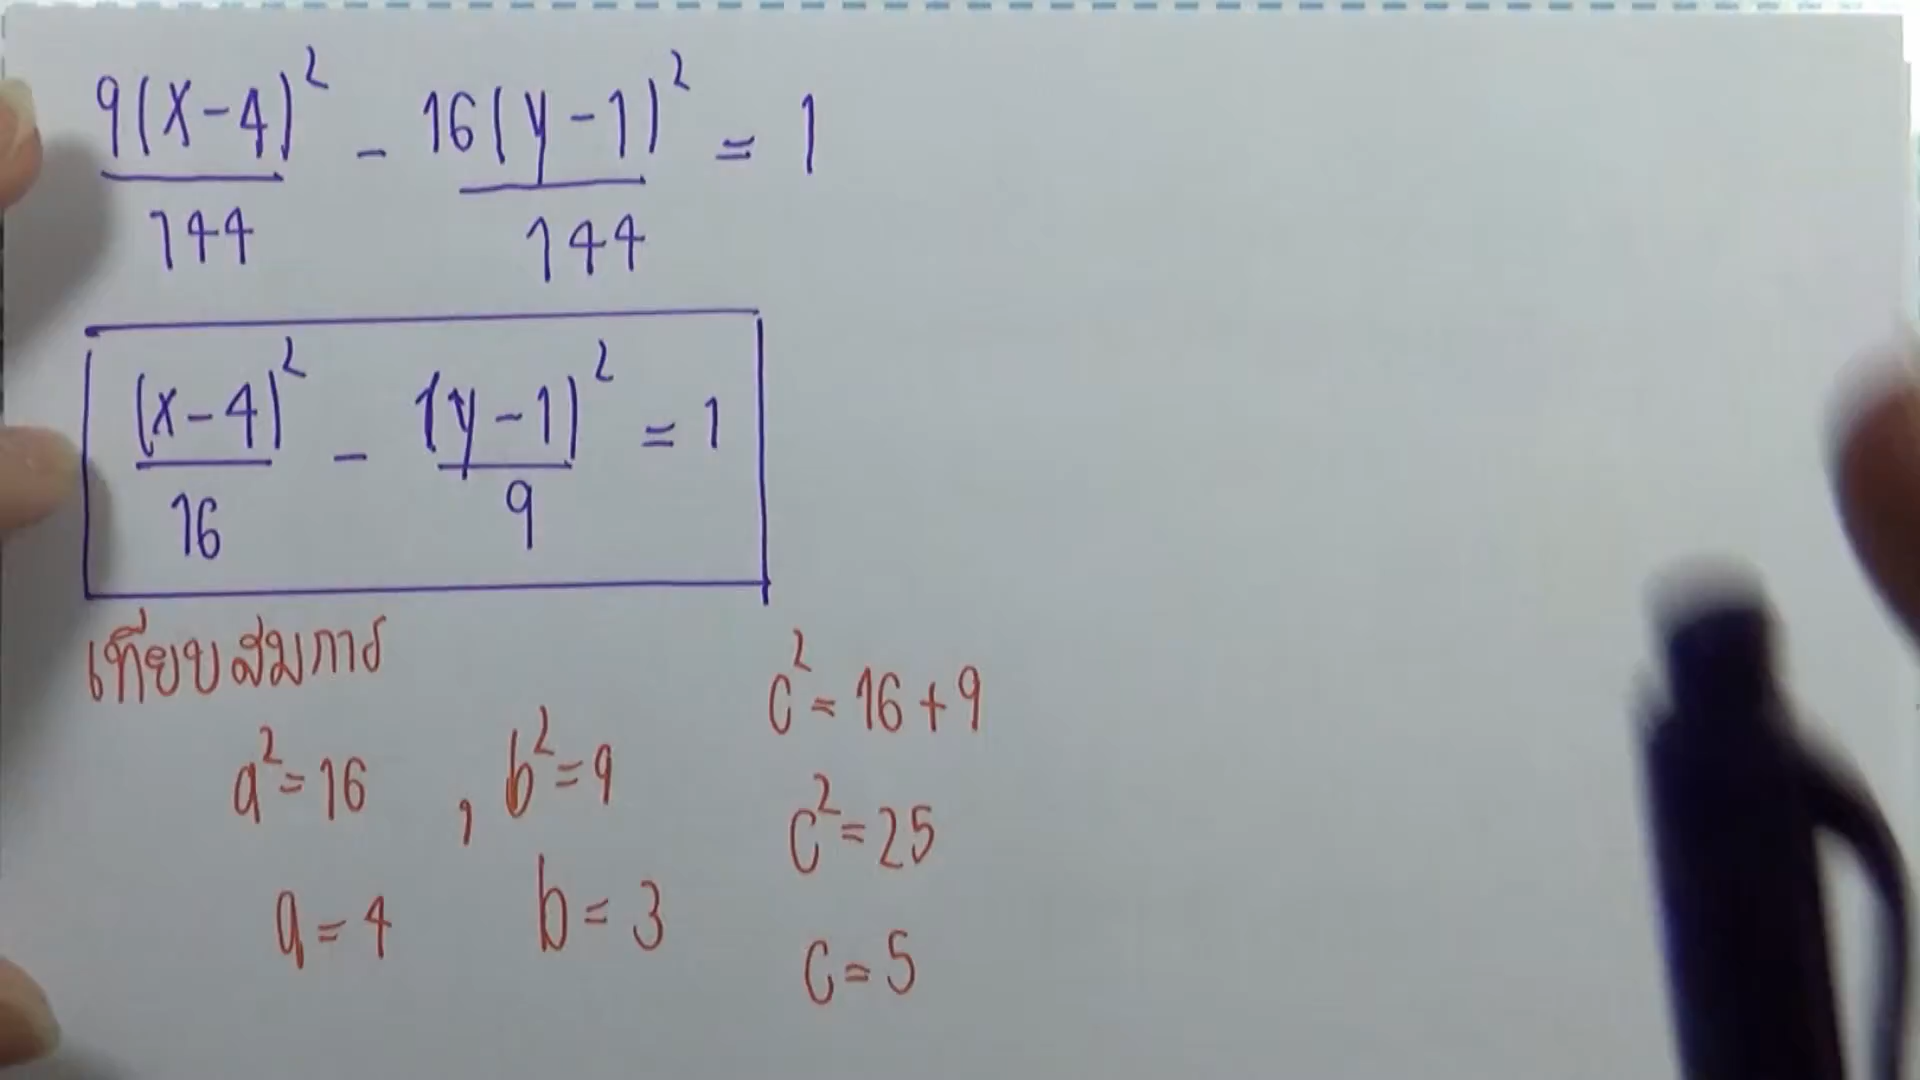 9(x-4)² - 16(y-1)² = 1
144 144
(x-4)² - (y-1)² = 1
16 9
เทียบสมการ
a²=16 , b²=9
a=4 b=3
c²=16+9
c²=25
c=5